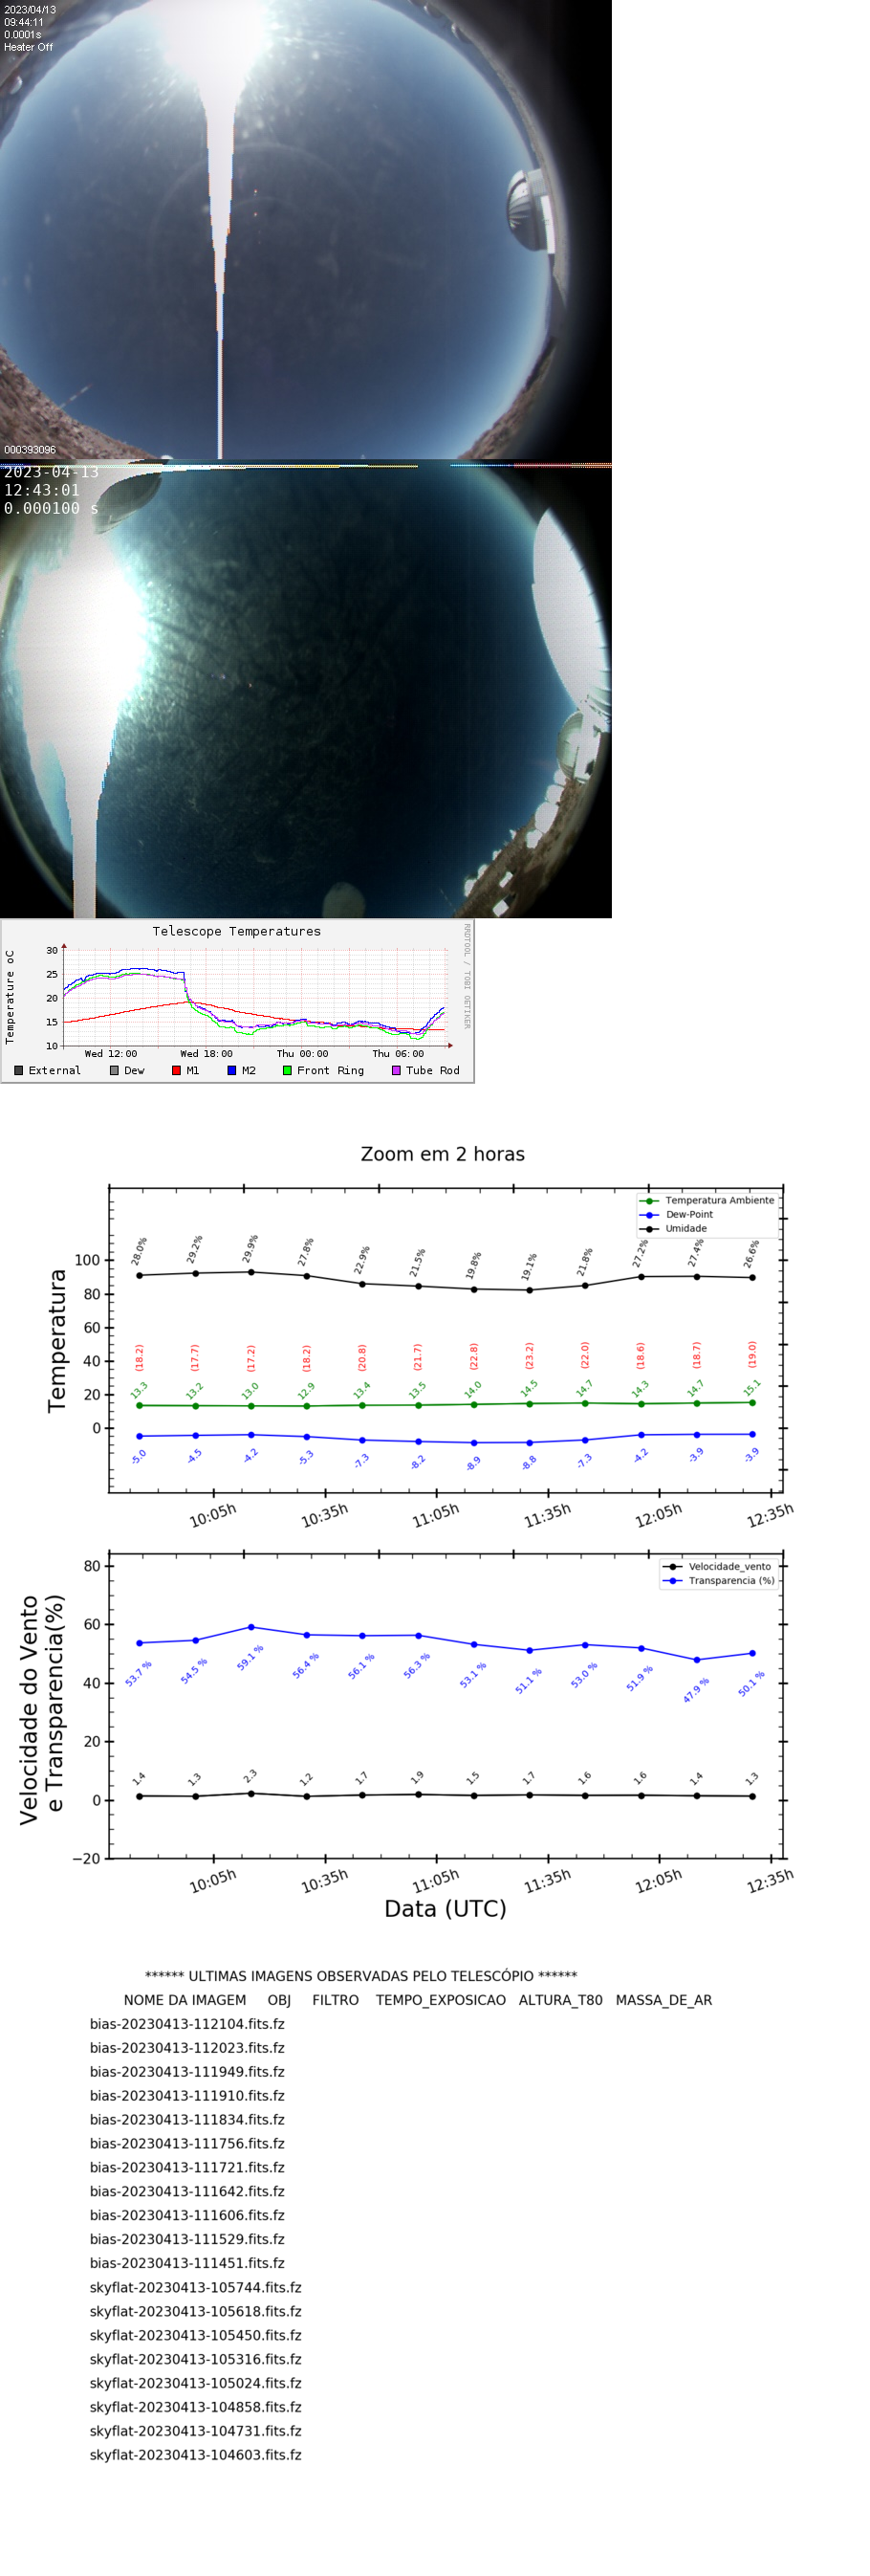 2023/04/13
09:44:11
0.0001s
Heater Off
000393096
2023-04-13
12:43:01
0.000100 s
Telescope Temperatures
RRDTOOL / TOBI OETIKER
Temperature oC
30
25
20
15
10
Wed 12:00 Wed 18:00 Thu 00:00 Thu 06:00
External Dew M1 M2 Front Ring Tube Rod
Zoom em 2 horas
Temperatura Ambiente
Dew-Point
Umidade
Temperatura
100
80
60
40
20
0
28.0% 29.2% 29.9% 27.8% 22.9% 21.5% 19.8% 19.1% 21.8% 27.2% 27.4% 26.6%
(18.2) (17.7) (17.2) (18.2) (20.8) (21.7) (22.8) (23.2) (22.0) (18.6) (18.7) (19.0)
13.3 13.2 13.0 12.9 13.4 13.5 14.0 14.5 14.7 14.3 14.7 15.1
-5.0 -4.5 -4.2 -5.3 -7.3 -8.2 -8.9 -8.8 -7.3 -4.2 -3.9 -3.9
10:05h 10:35h 11:05h 11:35h 12:05h 12:35h
Velocidade_vento
Transparencia (%)
Velocidade do Vento
e Transparencia(%)
80
60
40
20
0
−20
53.7 % 54.5 % 59.1 % 56.4 % 56.1 % 56.3 % 53.1 % 51.1 % 53.0 % 51.9 % 47.9 % 50.1 %
1.4 1.3 2.3 1.2 1.7 1.9 1.5 1.7 1.6 1.6 1.4 1.3
10:05h 10:35h 11:05h 11:35h 12:05h 12:35h
Data (UTC)
****** ULTIMAS IMAGENS OBSERVADAS PELO TELESCÓPIO ******
NOME DA IMAGEM OBJ FILTRO TEMPO_EXPOSICAO ALTURA_T80 MASSA_DE_AR
bias-20230413-112104.fits.fz
bias-20230413-112023.fits.fz
bias-20230413-111949.fits.fz
bias-20230413-111910.fits.fz
bias-20230413-111834.fits.fz
bias-20230413-111756.fits.fz
bias-20230413-111721.fits.fz
bias-20230413-111642.fits.fz
bias-20230413-111606.fits.fz
bias-20230413-111529.fits.fz
bias-20230413-111451.fits.fz
skyflat-20230413-105744.fits.fz
skyflat-20230413-105618.fits.fz
skyflat-20230413-105450.fits.fz
skyflat-20230413-105316.fits.fz
skyflat-20230413-105024.fits.fz
skyflat-20230413-104858.fits.fz
skyflat-20230413-104731.fits.fz
skyflat-20230413-104603.fits.fz